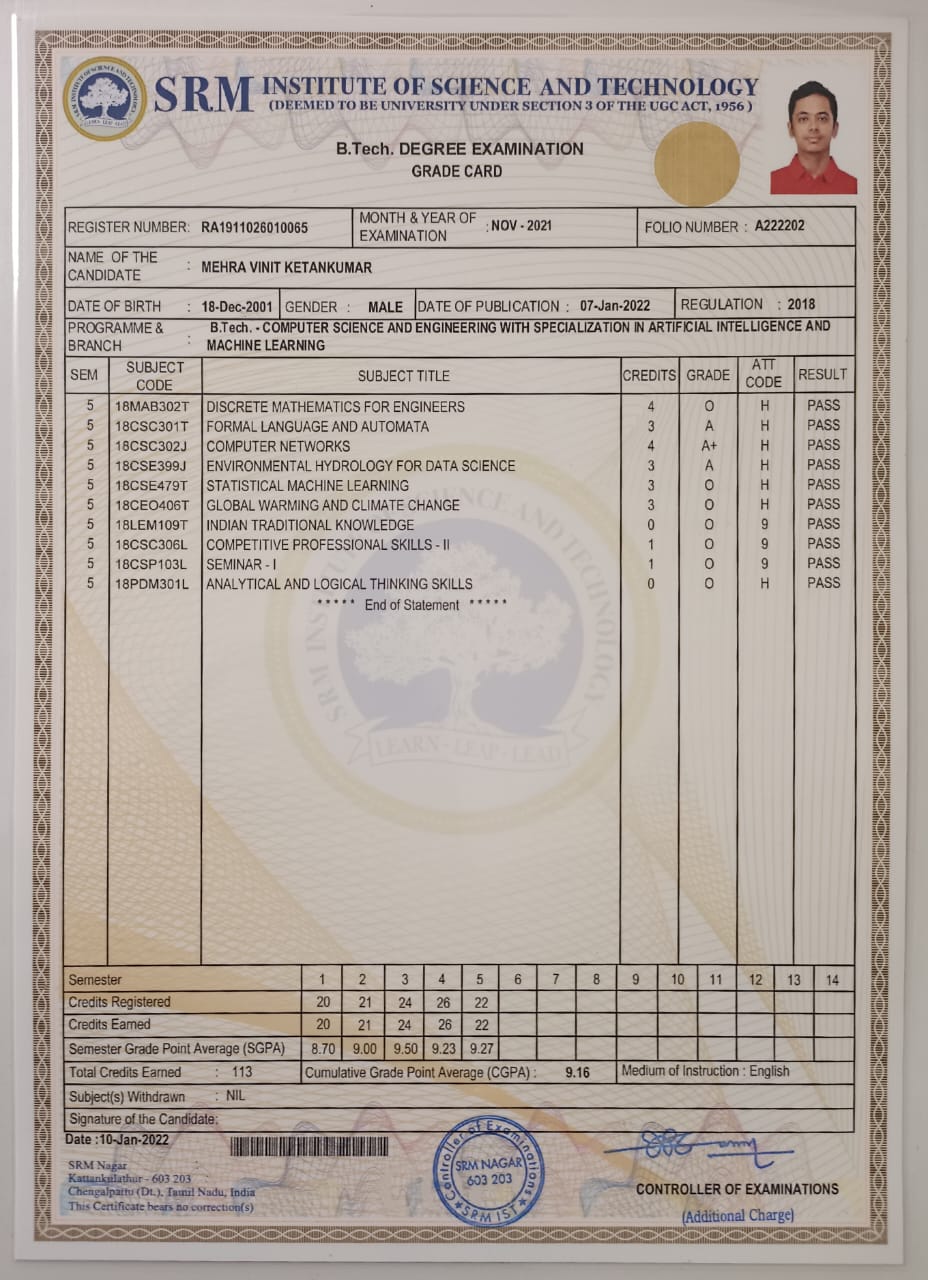 SRM INSTITUTE OF SCIENCE AND TECHNOLOGY
(DEEMED TO BE UNIVERSITY UNDER SECTION 3 OF THE UGC ACT, 1956 )
B.Tech. DEGREE EXAMINATION
GRADE CARD
REGISTER NUMBER: RA1911026010065 MONTH & YEAR OF EXAMINATION : NOV - 2021 FOLIO NUMBER : A222202
NAME OF THE CANDIDATE : MEHRA VINIT KETANKUMAR
DATE OF BIRTH : 18-Dec-2001 GENDER : MALE DATE OF PUBLICATION : 07-Jan-2022 REGULATION : 2018
PROGRAMME & BRANCH : B.Tech. - COMPUTER SCIENCE AND ENGINEERING WITH SPECIALIZATION IN ARTIFICIAL INTELLIGENCE AND
MACHINE LEARNING
SEM SUBJECT CODE SUBJECT TITLE CREDITS GRADE ATT CODE RESULT
5 18MAB302T DISCRETE MATHEMATICS FOR ENGINEERS 4 O H PASS
5 18CSC301T FORMAL LANGUAGE AND AUTOMATA 3 A H PASS
5 18CSC302J COMPUTER NETWORKS 4 A+ H PASS
5 18CSE399J ENVIRONMENTAL HYDROLOGY FOR DATA SCIENCE 3 A H PASS
5 18CSE479T STATISTICAL MACHINE LEARNING 3 O H PASS
5 18CEO406T GLOBAL WARMING AND CLIMATE CHANGE 3 O H PASS
5 18LEM109T INDIAN TRADITIONAL KNOWLEDGE 0 O 9 PASS
5 18CSC306L COMPETITIVE PROFESSIONAL SKILLS - II 1 O 9 PASS
5 18CSP103L SEMINAR - I 1 O 9 PASS
5 18PDM301L ANALYTICAL AND LOGICAL THINKING SKILLS 0 O H PASS
***** End of Statement *****
LEARN - LEAP - LEAD
Semester 1 2 3 4 5 6 7 8 9 10 11 12 13 14
Credits Registered 20 21 24 26 22
Credits Earned 20 21 24 26 22
Semester Grade Point Average (SGPA) 8.70 9.00 9.50 9.23 9.27
Total Credits Earned : 113 Cumulative Grade Point Average (CGPA) : 9.16 Medium of Instruction : English
Subject(s) Withdrawn : NIL
Signature of the Candidate:
Date :10-Jan-2022
SRM Nagar
Kattankulathur - 603 203
Chengalpattu (Dt.), Tamil Nadu, India
This Certificate bears no correction(s)
Controller of Examinations
SRM NAGAR
603 203
SRM IST
CONTROLLER OF EXAMINATIONS
(Additional Charge)